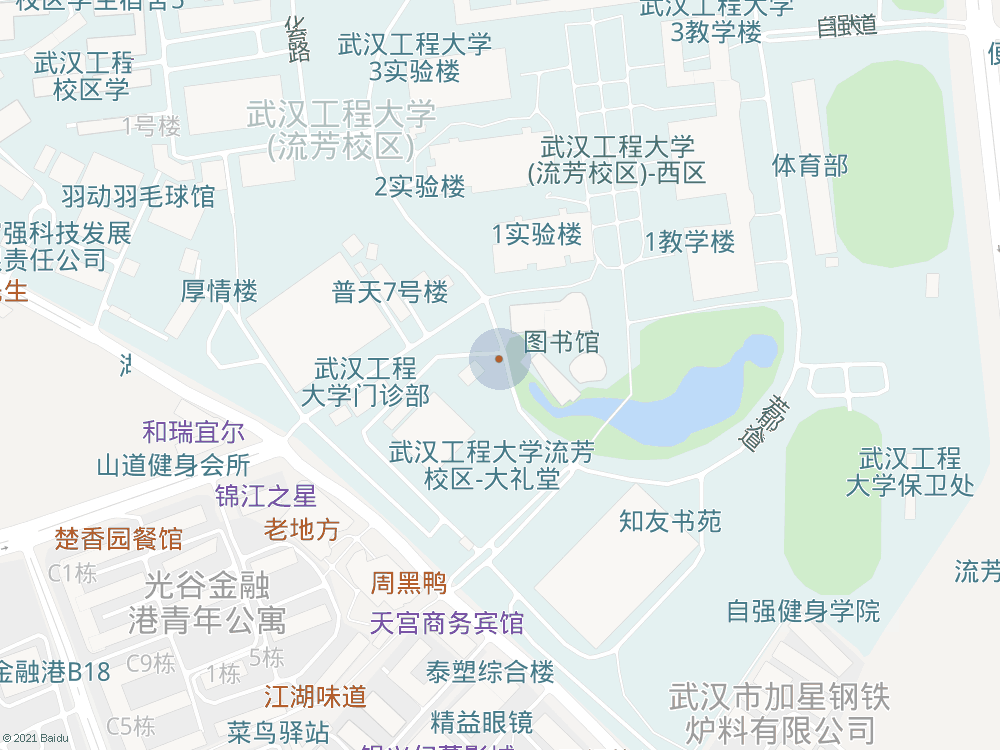 校区学生宿舍3
武汉工程大学
3教学楼
自强大道
化工路
武汉工程大学
3实验楼
武汉工程
校区学
1号楼
武汉工程大学
(流芳校区)
武汉工程大学
(流芳校区)-西区
体育部
2实验楼
羽动羽毛球馆
强科技发展
责任公司
1实验楼
1教学楼
生
厚情楼
普天7号楼
图书馆
武汉工程
大学门诊部
和瑞宜尔
山道健身会所
武汉工程大学流芳
校区-大礼堂
武汉工程
大学保卫处
锦江之星
老地方
知友书苑
楚香园餐馆
C1栋
光谷金融
港青年公寓
周黑鸭
流芳
天宫商务宾馆
自强健身学院
5栋
C9栋
1栋
金融港B18
泰塑综合楼
江湖味道
武汉市加星钢铁
炉料有限公司
C5栋
菜鸟驿站
精益眼镜
© 2021 Baidu